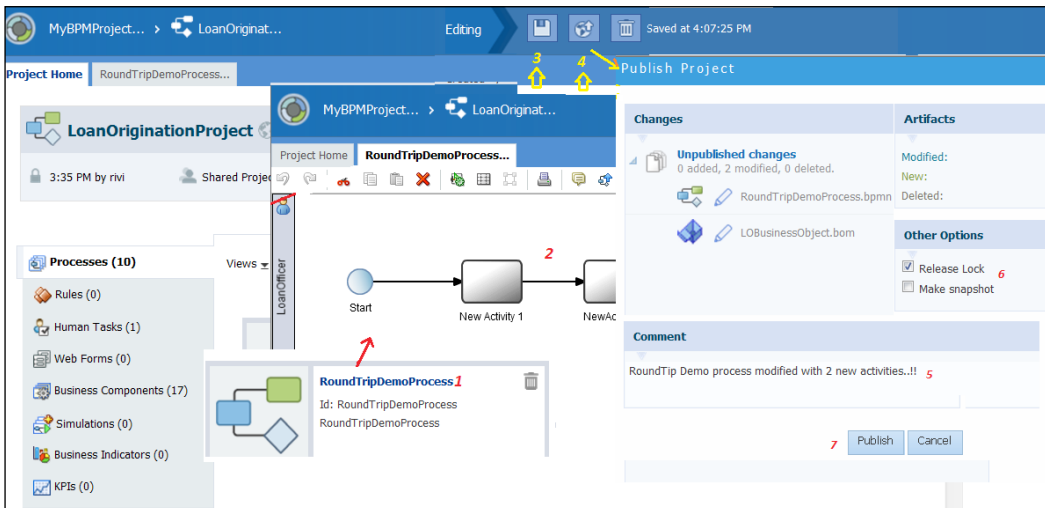 MyBPMProject... > LoanOriginat...
Editing
Saved at 4:07:25 PM
3
4
Publish Project
Project Home
RoundTripDemoProcess...
LoanOriginationProject
3:35 PM by rivi
MyBPMProject... > LoanOriginat...
Project Home
RoundTripDemoProcess...
LoanOfficer
Start
New Activity 1
2
RoundTripDemoProcess 1
Id: RoundTripDemoProcess
RoundTripDemoProcess
Processes (10)
Views
Rules (0)
Human Tasks (1)
Web Forms (0)
Business Components (17)
Simulations (0)
Business Indicators (0)
KPIs (0)
Changes
Unpublished changes
0 added, 2 modified, 0 deleted.
RoundTripDemoProcess.bpmn
LOBusinessObject.bom
Artifacts
Modified:
New:
Deleted:
Other Options
Release Lock 6
Make snapshot
Comment
RoundTip Demo process modified with 2 new activities..!! 5
7
Publish
Cancel